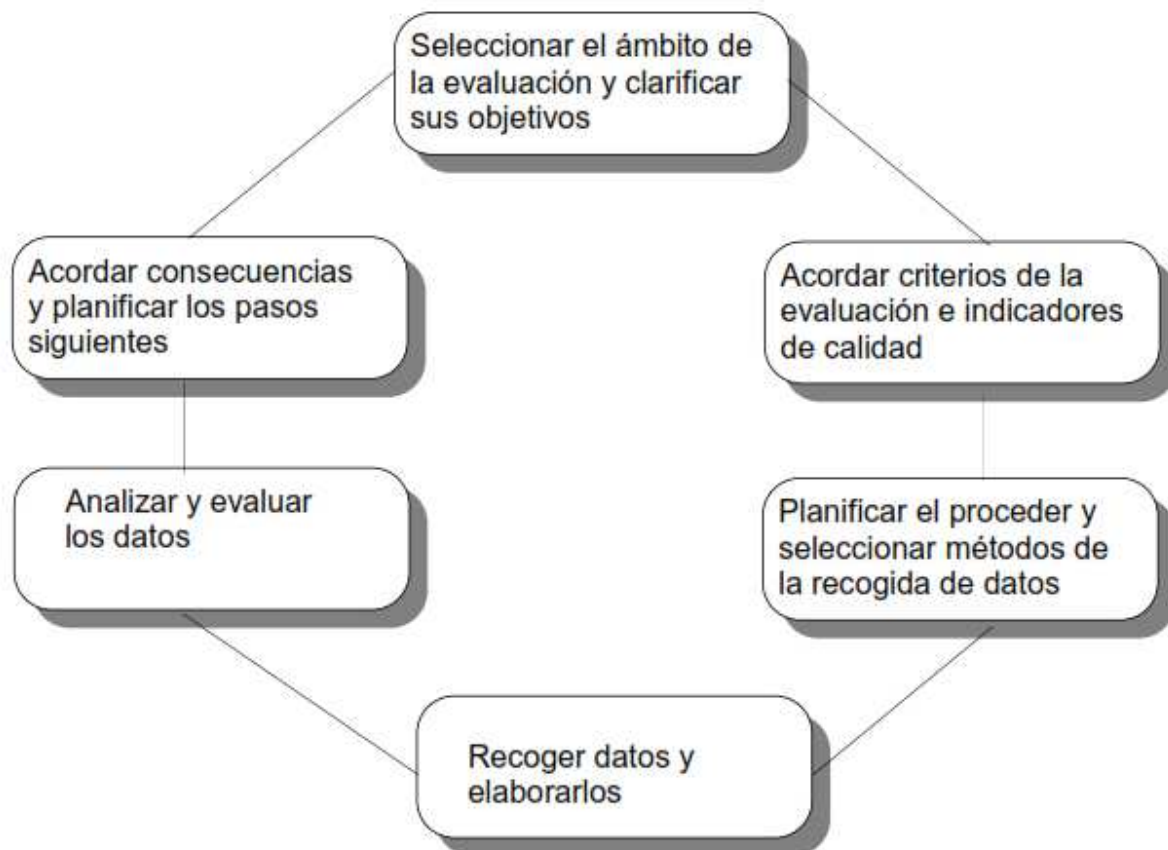 Seleccionar el ámbito de
la evaluación y clarificar
sus objetivos
Acordar consecuencias
y planificar los pasos
siguientes
Acordar criterios de la
evaluación e indicadores
de calidad
Analizar y evaluar
los datos
Planificar el proceder y
seleccionar métodos de
la recogida de datos
Recoger datos y
elaborarlos